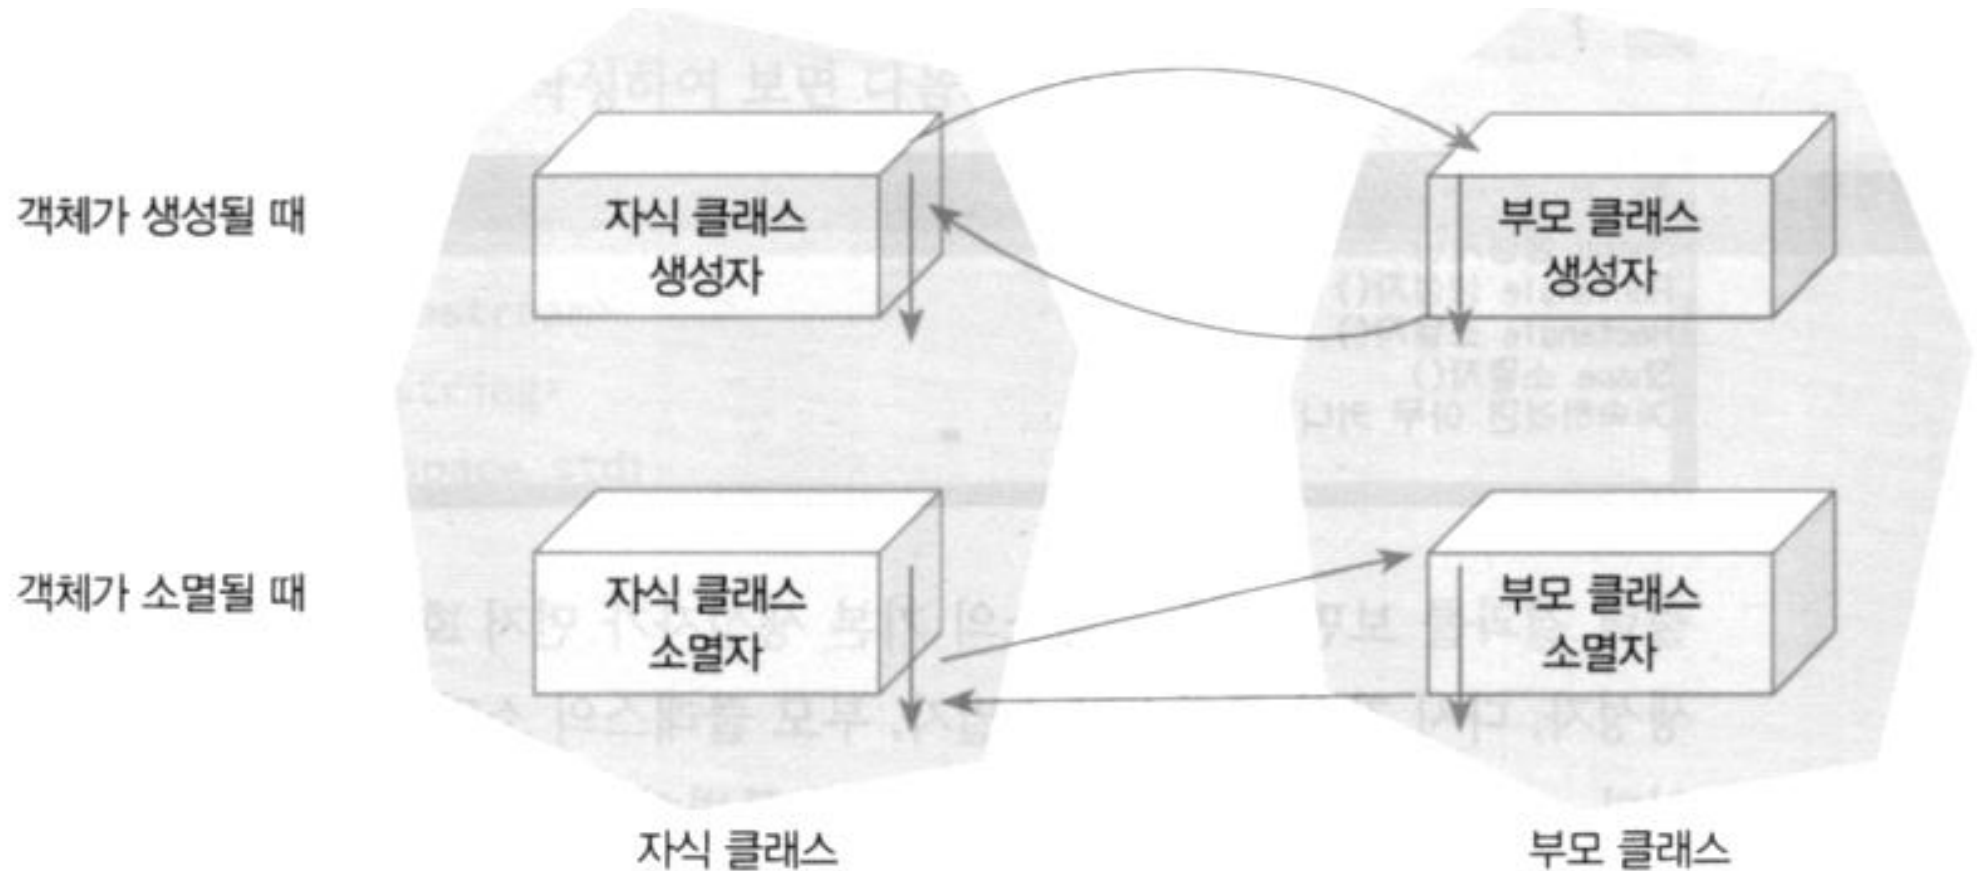 객체가 생성될 때
자식 클래스
생성자
부모 클래스
생성자
객체가 소멸될 때
자식 클래스
소멸자
부모 클래스
소멸자
자식 클래스
부모 클래스